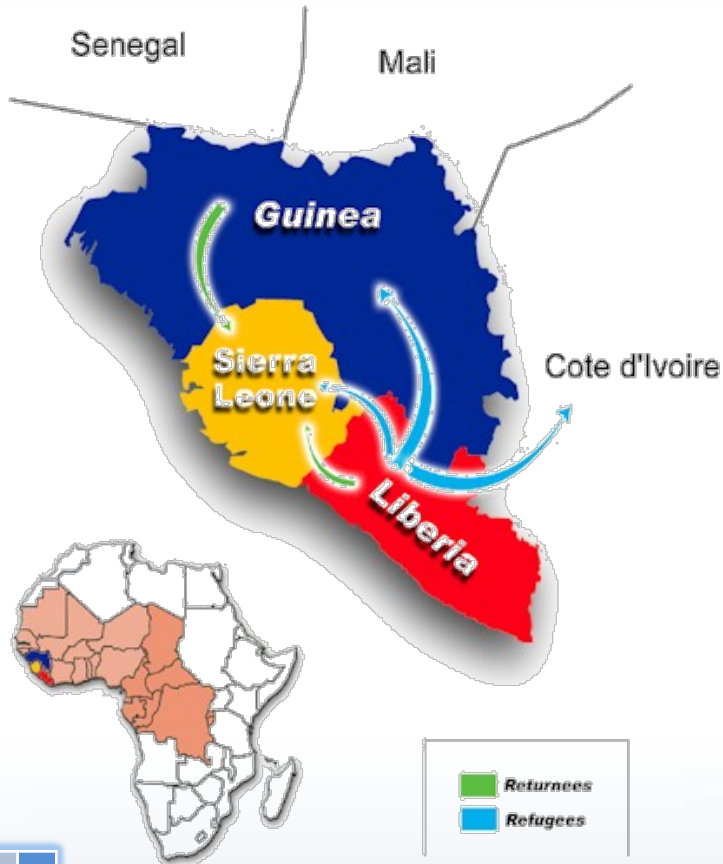 Senegal
Mali
Guinea
Sierra
Leone
Cote d'Ivoire
Liberia
Returnees
Refugees